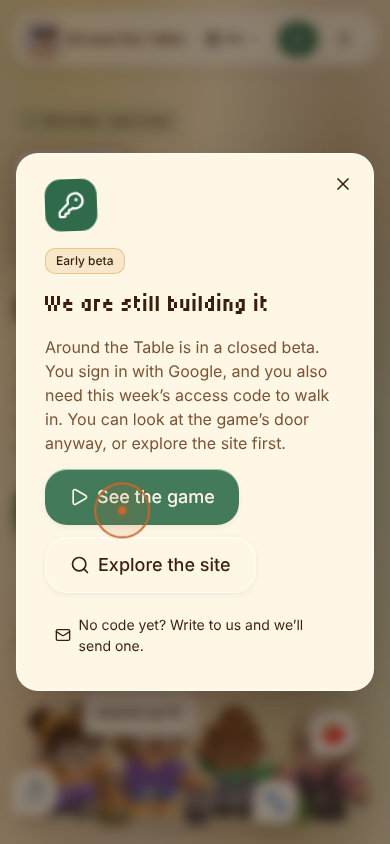 Early beta
We are still building it
Around the Table is in a closed beta.
You sign in with Google, and you also
need this week’s access code to walk
in. You can look at the game’s door
anyway, or explore the site first.
See the game
Explore the site
No code yet? Write to us and we’ll
send one.